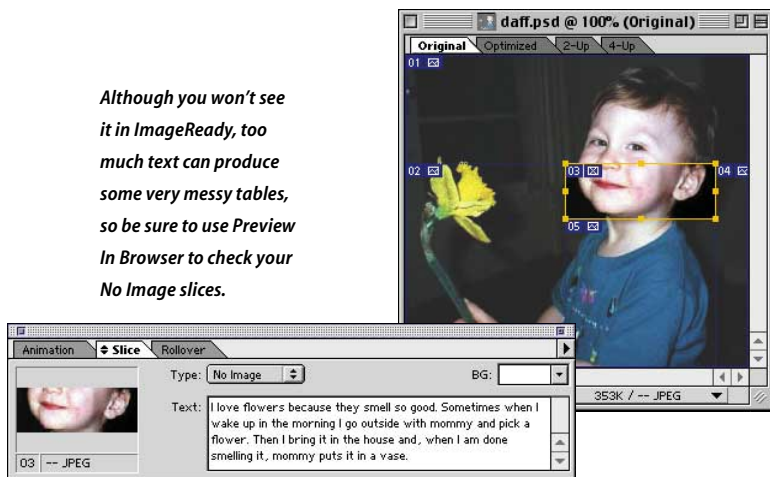 daff.psd @ 100% (Original)
Original Optimized 2-Up 4-Up
01
02
03
04
05
353K / -- JPEG
Although you won't see
it in ImageReady, too
much text can produce
some very messy tables,
so be sure to use Preview
In Browser to check your
No Image slices.
Animation Slice Rollover
Type: No Image BG:
Text: I love flowers because they smell so good. Sometimes when I
wake up in the morning I go outside with mommy and pick a
flower. Then I bring it in the house and, when I am done
smelling it, mommy puts it in a vase.
03 -- JPEG